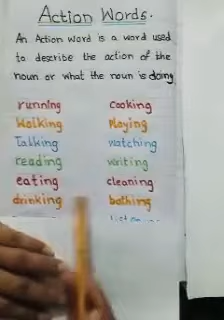 Action Words.
An Action word is a word used
to describe the action of the
noun or what the noun is doing
running cooking
Walking Playing
Talking watching
reading writing
eating cleaning
drinking bathing